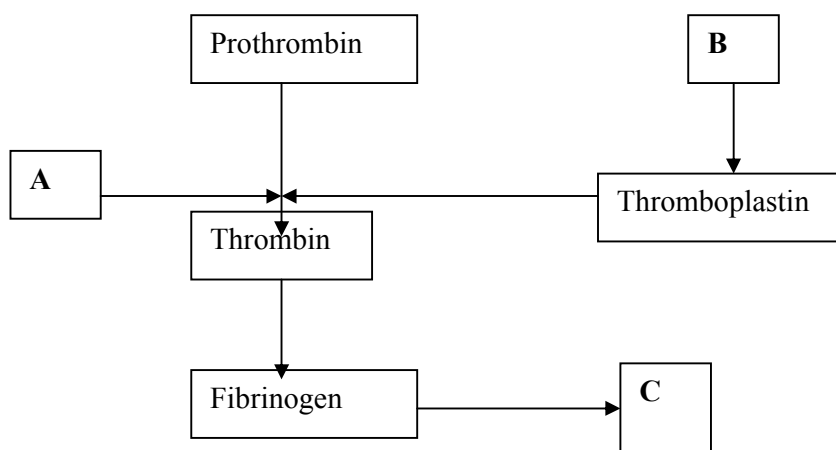 Prothrombin
B
A
Thromboplastin
Thrombin
Fibrinogen
C